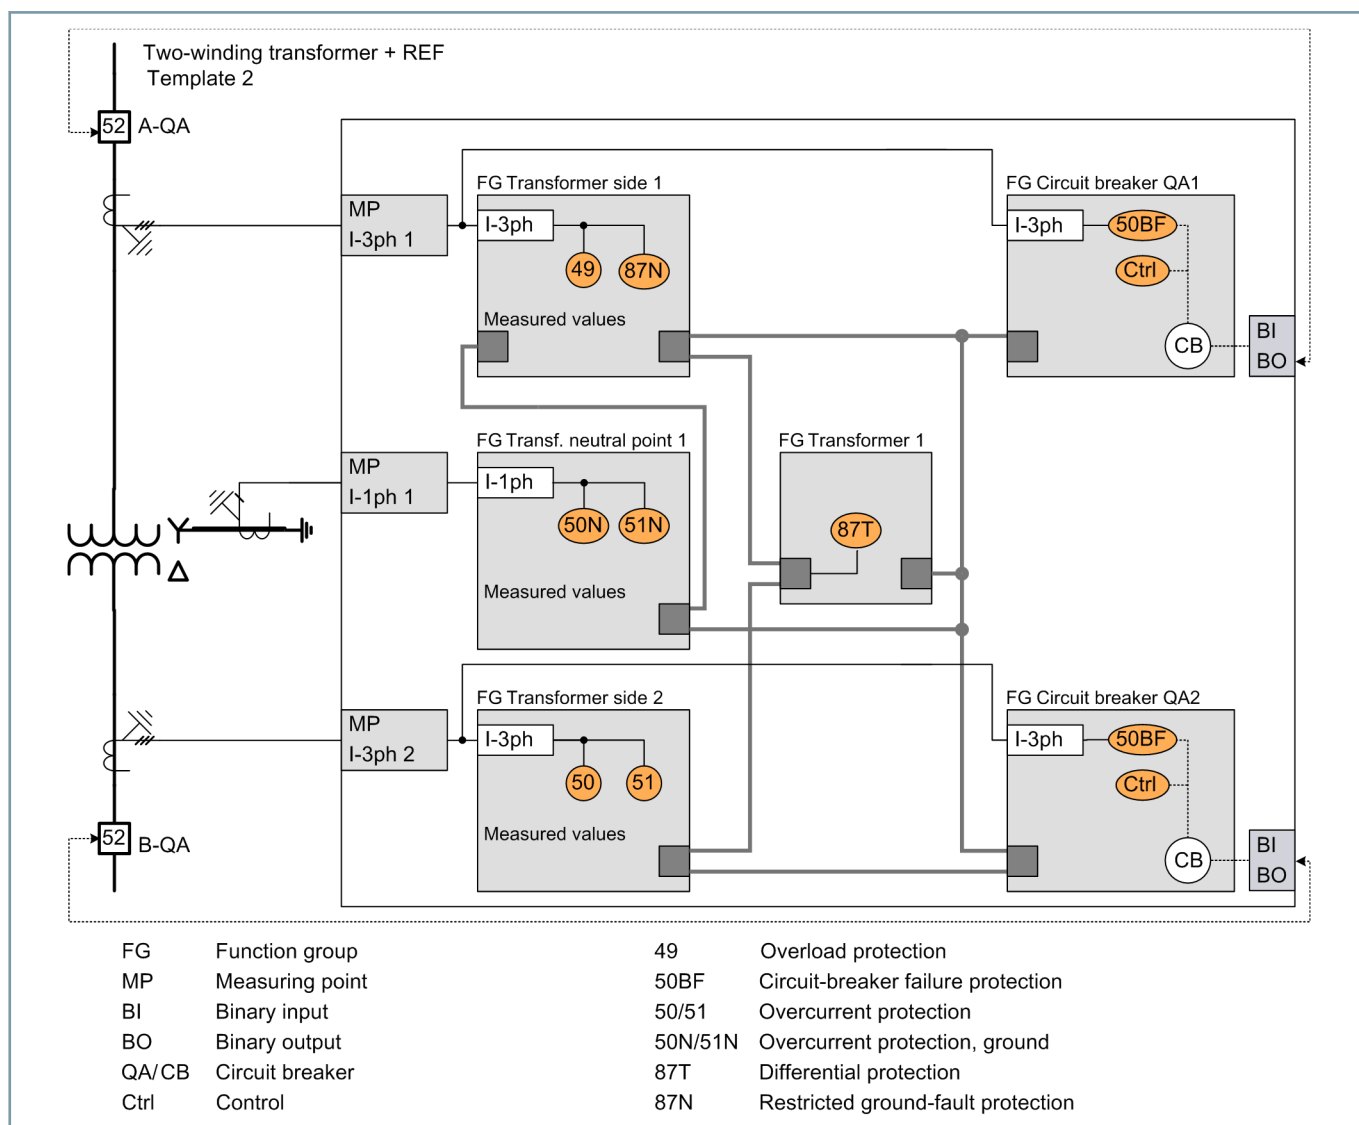 Two-winding transformer + REF
Template 2
52 A-QA
FG Transformer side 1
FG Circuit breaker QA1
MP
I-3ph 1
I-3ph
49
87N
Measured values
I-3ph
50BF
Ctrl
CB
BI
BO
FG Transf. neutral point 1
FG Transformer 1
MP
I-1ph 1
I-1ph
50N
51N
Measured values
87T
Y
Δ
FG Transformer side 2
FG Circuit breaker QA2
MP
I-3ph 2
I-3ph
50
51
Measured values
I-3ph
50BF
Ctrl
CB
BI
BO
52 B-QA
FG Function group
MP Measuring point
BI Binary input
BO Binary output
QA/CB Circuit breaker
Ctrl Control
49 Overload protection
50BF Circuit-breaker failure protection
50/51 Overcurrent protection
50N/51N Overcurrent protection, ground
87T Differential protection
87N Restricted ground-fault protection